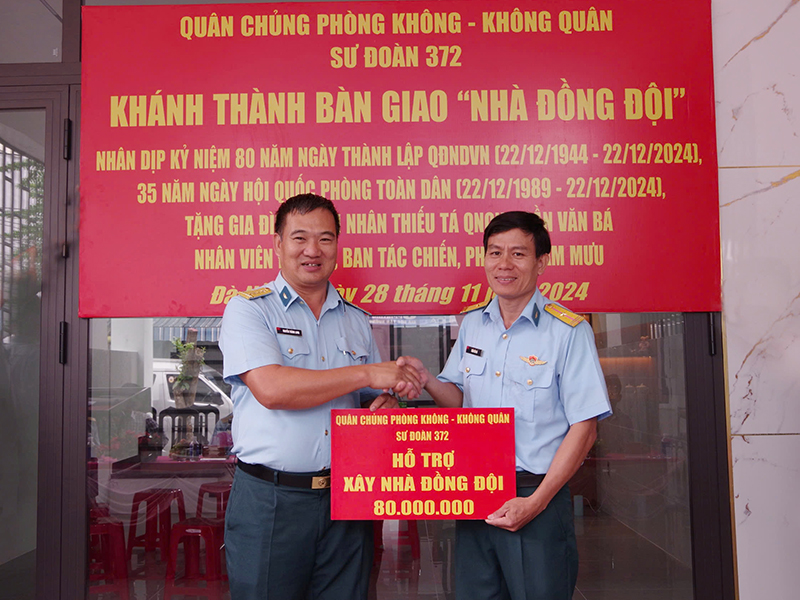 QUÂN CHỦNG PHÒNG KHÔNG - KHÔNG QUÂN
SƯ ĐOÀN 372
KHÁNH THÀNH BÀN GIAO “NHÀ ĐỒNG ĐỘI”
NHÂN DỊP KỶ NIỆM 80 NĂM NGÀY THÀNH LẬP QĐNDVN (22/12/1944 - 22/12/2024),
35 NĂM NGÀY HỘI QUỐC PHÒNG TOÀN DÂN (22/12/1989 - 22/12/2024),
TẶNG GIA NHÂN THIẾU TÁ VĂN BÁ
NHÂN VIÊN BAN TÁC CHIẾN, MƯU
28 tháng 11 2024
QUÂN CHỦNG PHÒNG KHÔNG - KHÔNG QUÂN
SƯ ĐOÀN 372
HỖ TRỢ
XÂY NHÀ ĐỒNG ĐỘI
80.000.000